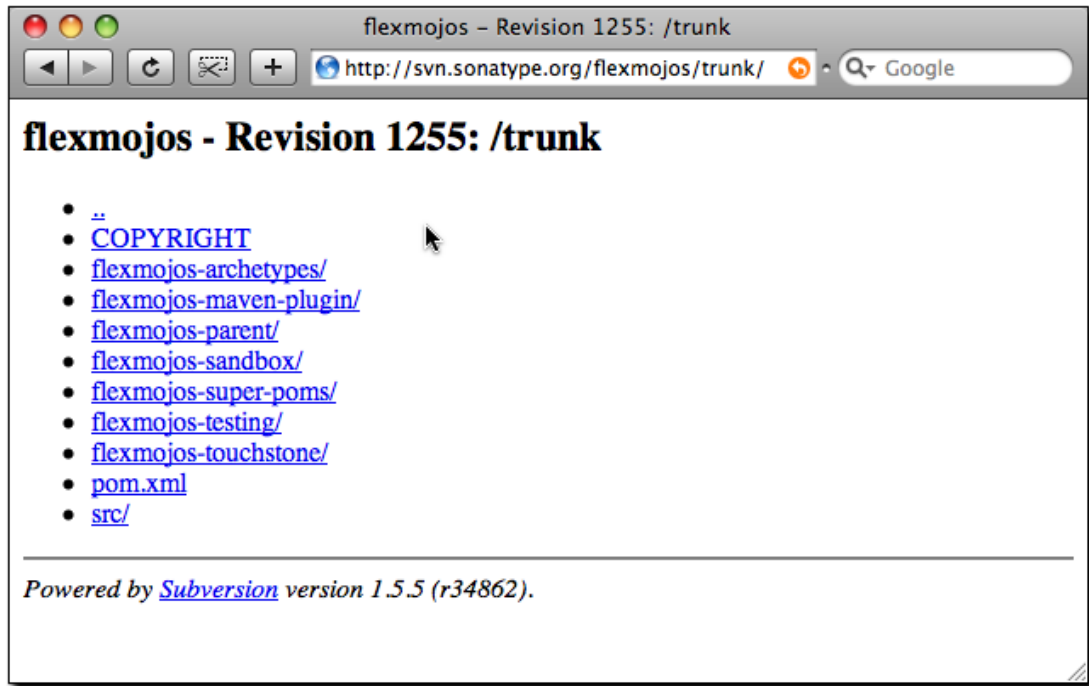 flexmojos – Revision 1255: /trunk
http://svn.sonatype.org/flexmojos/trunk/
Google
flexmojos - Revision 1255: /trunk
..
COPYRIGHT
flexmojos-archetypes/
flexmojos-maven-plugin/
flexmojos-parent/
flexmojos-sandbox/
flexmojos-super-poms/
flexmojos-testing/
flexmojos-touchstone/
pom.xml
src/
Powered by Subversion version 1.5.5 (r34862).